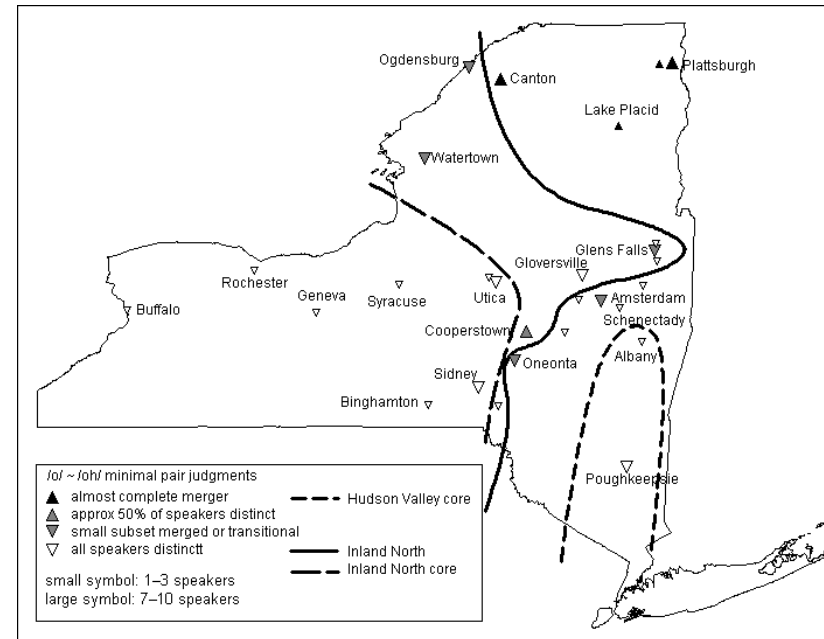 Ogdensburg
Canton
Plattsburgh
Lake Placid
Watertown
Glens Falls
Gloversville
Rochester
Utica
Amsterdam
Geneva
Syracuse
Buffalo
Schenectady
Cooperstown
Albany
Oneonta
Sidney
Binghamton
Poughkeepsie
/o/ ~ /oh/ minimal pair judgments
almost complete merger
approx 50% of speakers distinct
small subset merged or transitional
all speakers distinctt
small symbol: 1–3 speakers
large symbol: 7–10 speakers
Hudson Valley core
Inland North
Inland North core